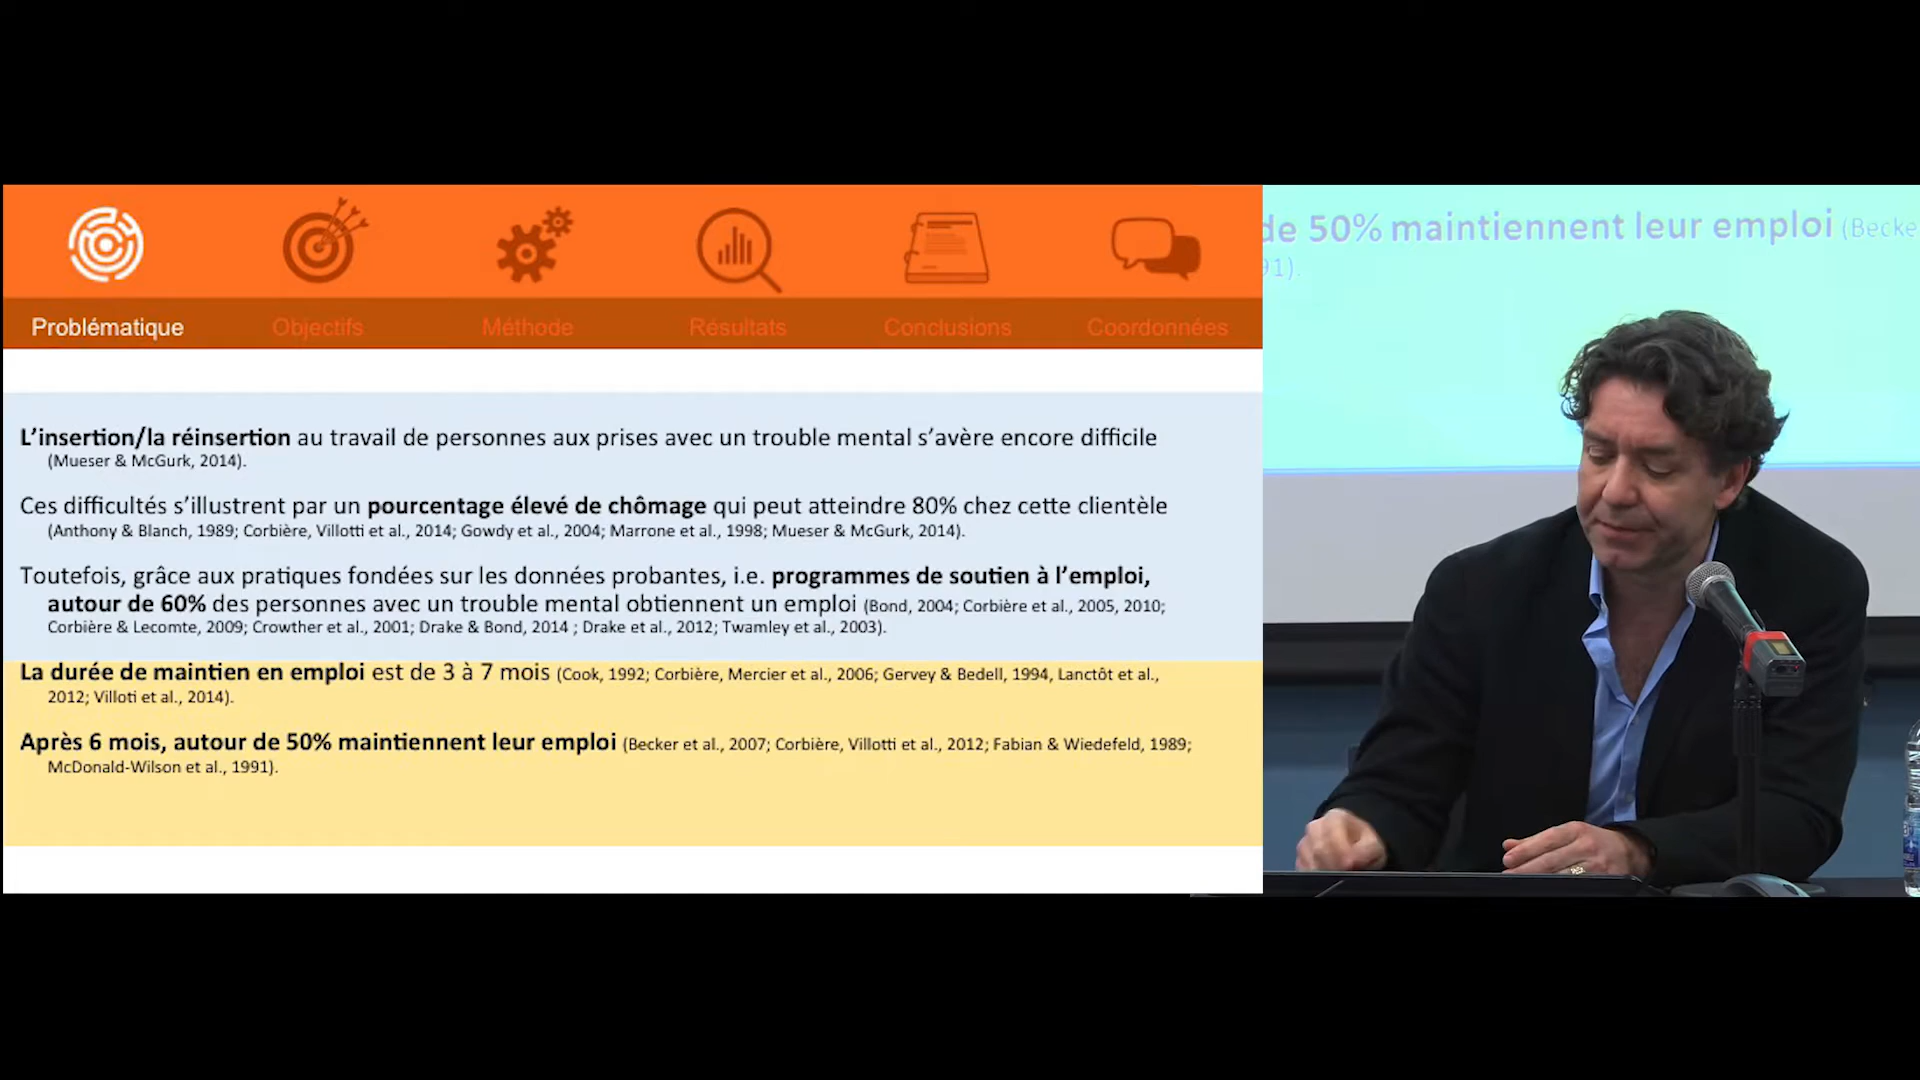 Problématique Objectifs Méthode Résultats Conclusions Coordonnées
L’insertion/la réinsertion au travail de personnes aux prises avec un trouble mental s’avère encore difficile
(Mueser & McGurk, 2014).
Ces difficultés s’illustrent par un pourcentage élevé de chômage qui peut atteindre 80% chez cette clientèle
(Anthony & Blanch, 1989; Corbière, Villotti et al., 2014; Gowdy et al., 2004; Marrone et al., 1998; Mueser & McGurk, 2014).
Toutefois, grâce aux pratiques fondées sur les données probantes, i.e. programmes de soutien à l’emploi,
autour de 60% des personnes avec un trouble mental obtiennent un emploi (Bond, 2004; Corbière et al., 2005, 2010;
Corbière & Lecomte, 2009; Crowther et al., 2001; Drake & Bond, 2014 ; Drake et al., 2012; Twamley et al., 2003).
La durée de maintien en emploi est de 3 à 7 mois (Cook, 1992; Corbière, Mercier et al., 2006; Gervey & Bedell, 1994, Lanctôt et al.,
2012; Villoti et al., 2014).
Après 6 mois, autour de 50% maintiennent leur emploi (Becker et al., 2007; Corbière, Villotti et al., 2012; Fabian & Wiedefeld, 1989;
McDonald-Wilson et al., 1991).
de 50% maintiennent leur emploi (Becke
91).